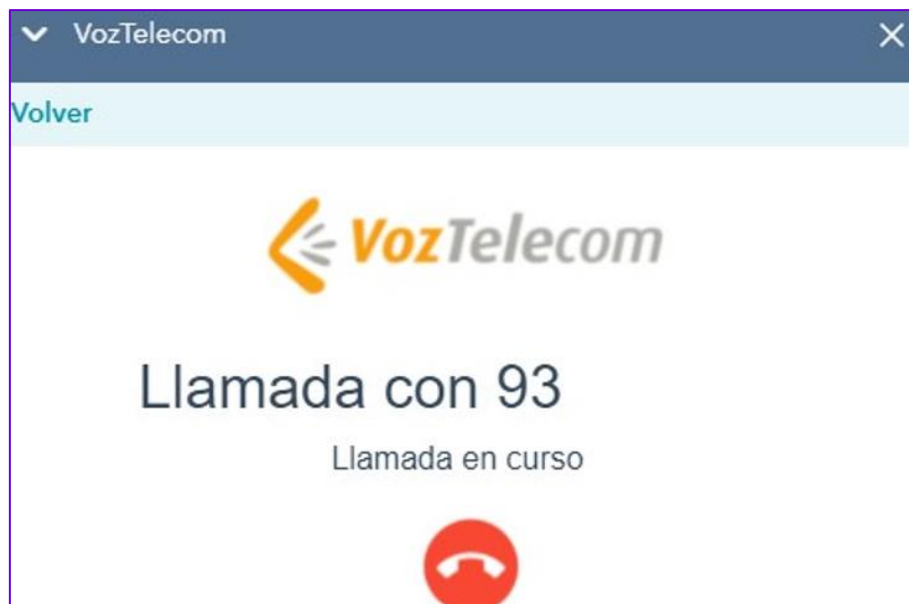 VozTelecom
Volver
VozTelecom
Llamada con 93
Llamada en curso